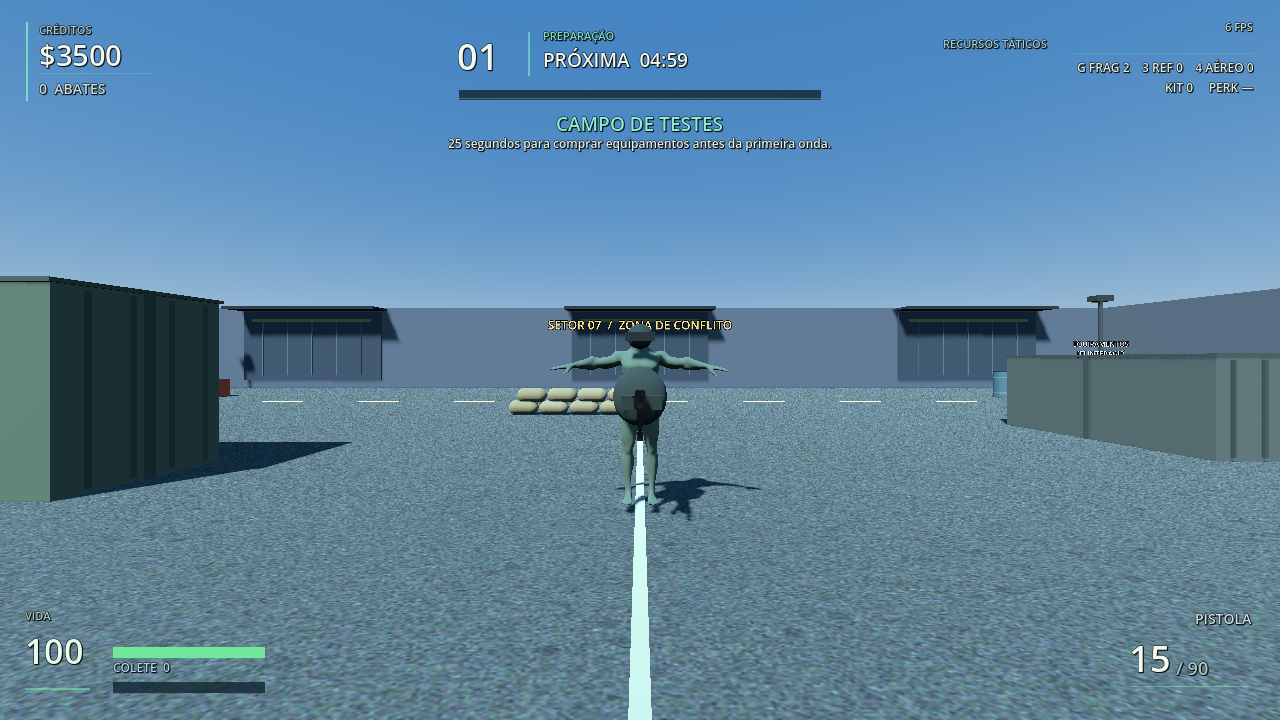 CRÉDITOS
$3500
0 ABATES
01
PREPARAÇÃO
PRÓXIMA 04:59
CAMPO DE TESTES
25 segundos para comprar equipamentos antes da primeira onda.
6 FPS
RECURSOS TÁTICOS
G FRAG 2 3 REF 0 4 AÉREO 0
KIT 0 PERK —
SETOR 07 / ZONA DE CONFLITO
VIDA
100
COLETE 0
PISTOLA
15 / 90